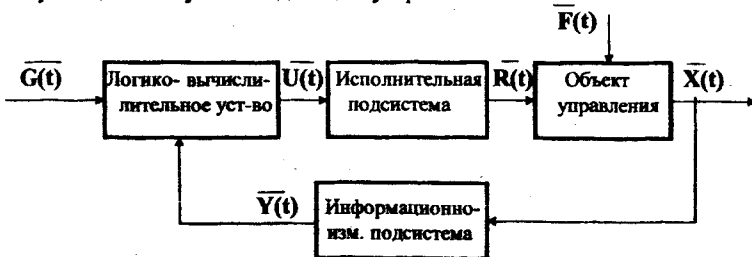 F(t)
G(t)
Логико- вычисли-
лительное уст-во
U(t)
Исполнительная
подсистема
R(t)
Объект
управления
X(t)
Y(t)
Информационно-
изм. подсистема